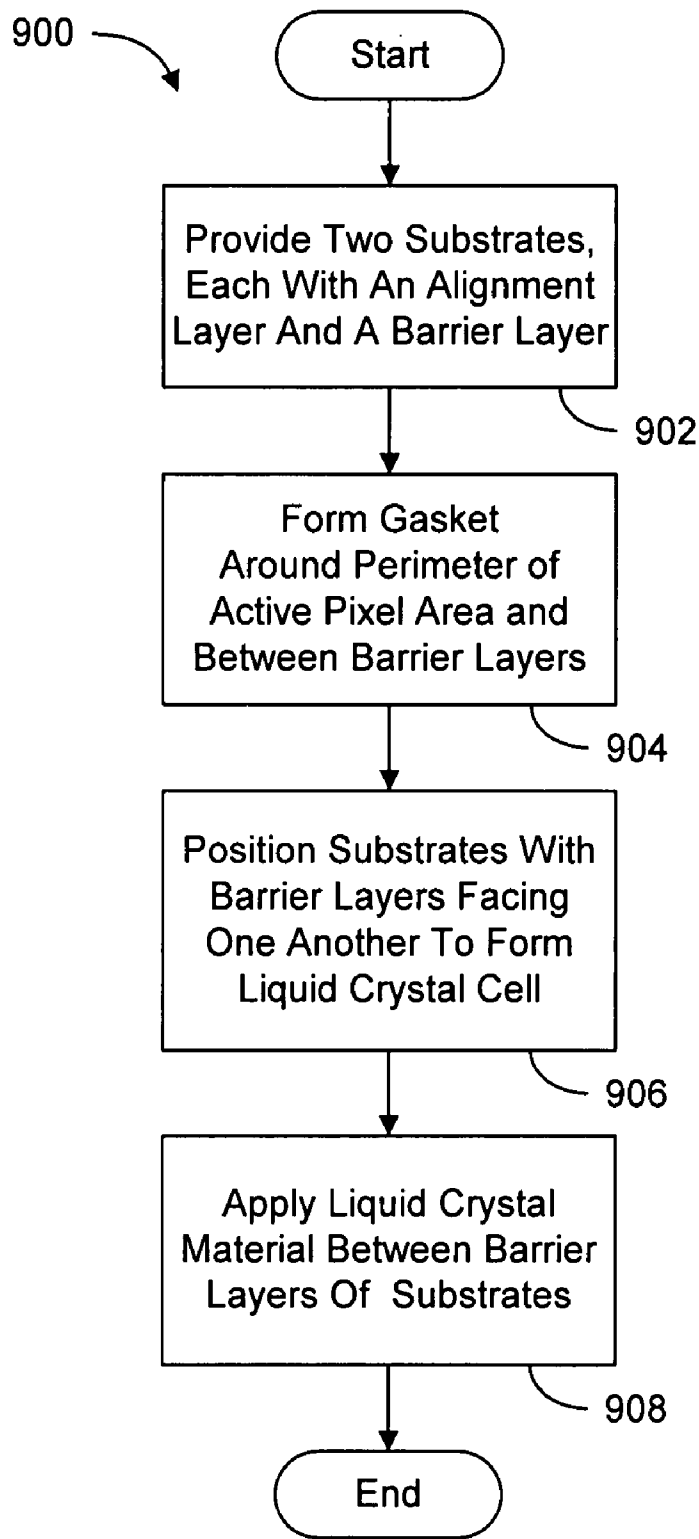 900
Start
Provide Two Substrates,
Each With An Alignment
Layer And A Barrier Layer
902
Form Gasket
Around Perimeter of
Active Pixel Area and
Between Barrier Layers
904
Position Substrates With
Barrier Layers Facing
One Another To Form
Liquid Crystal Cell
906
Apply Liquid Crystal
Material Between Barrier
Layers Of Substrates
908
End